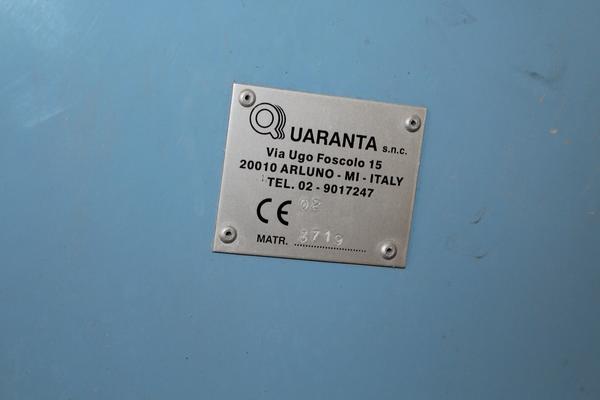 QUARANTA s.n.c.
Via Ugo Foscolo 15
20010 ARLUNO - MI - ITALY
TEL. 02 - 9017247
CE 02
MATR. 3719